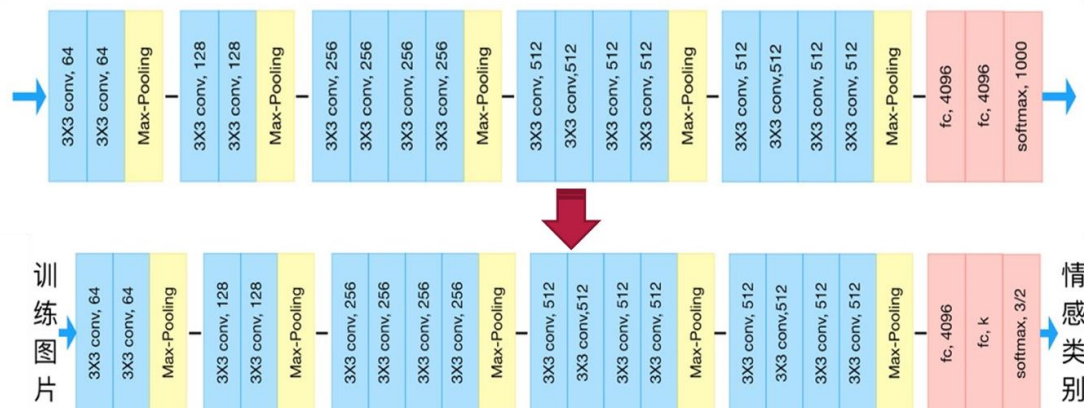 3X3 conv, 64
3X3 conv, 64
Max-Pooling
3X3 conv, 128
3X3 conv, 128
Max-Pooling
3X3 conv, 256
3X3 conv, 256
3X3 conv, 256
3X3 conv, 256
Max-Pooling
3X3 conv, 512
3X3 conv,512
3X3 conv, 512
3X3 conv, 512
Max-Pooling
3X3 conv, 512
3X3 conv,512
3X3 conv, 512
3X3 conv, 512
Max-Pooling
fc, 4096
fc, 4096
softmax, 1000
训练图片
3X3 conv, 64
3X3 conv, 64
Max-Pooling
3X3 conv, 128
3X3 conv, 128
Max-Pooling
3X3 conv, 256
3X3 conv, 256
3X3 conv, 256
3X3 conv, 256
Max-Pooling
3X3 conv, 512
3X3 conv,512
3X3 conv, 512
3X3 conv, 512
Max-Pooling
3X3 conv, 512
3X3 conv,512
3X3 conv, 512
3X3 conv, 512
Max-Pooling
fc, 4096
fc, k
softmax, 3/2
情感类别